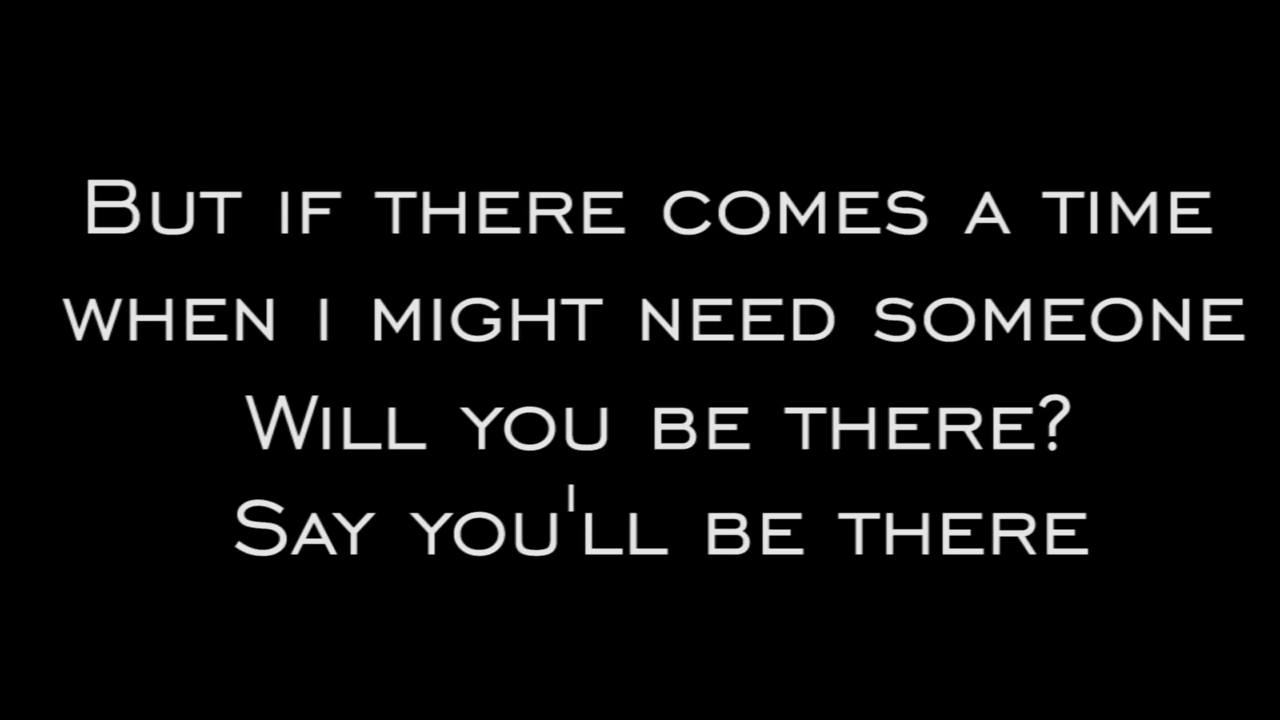 But if there comes a time
when i might need someone
Will you be there?
Say you'll be there